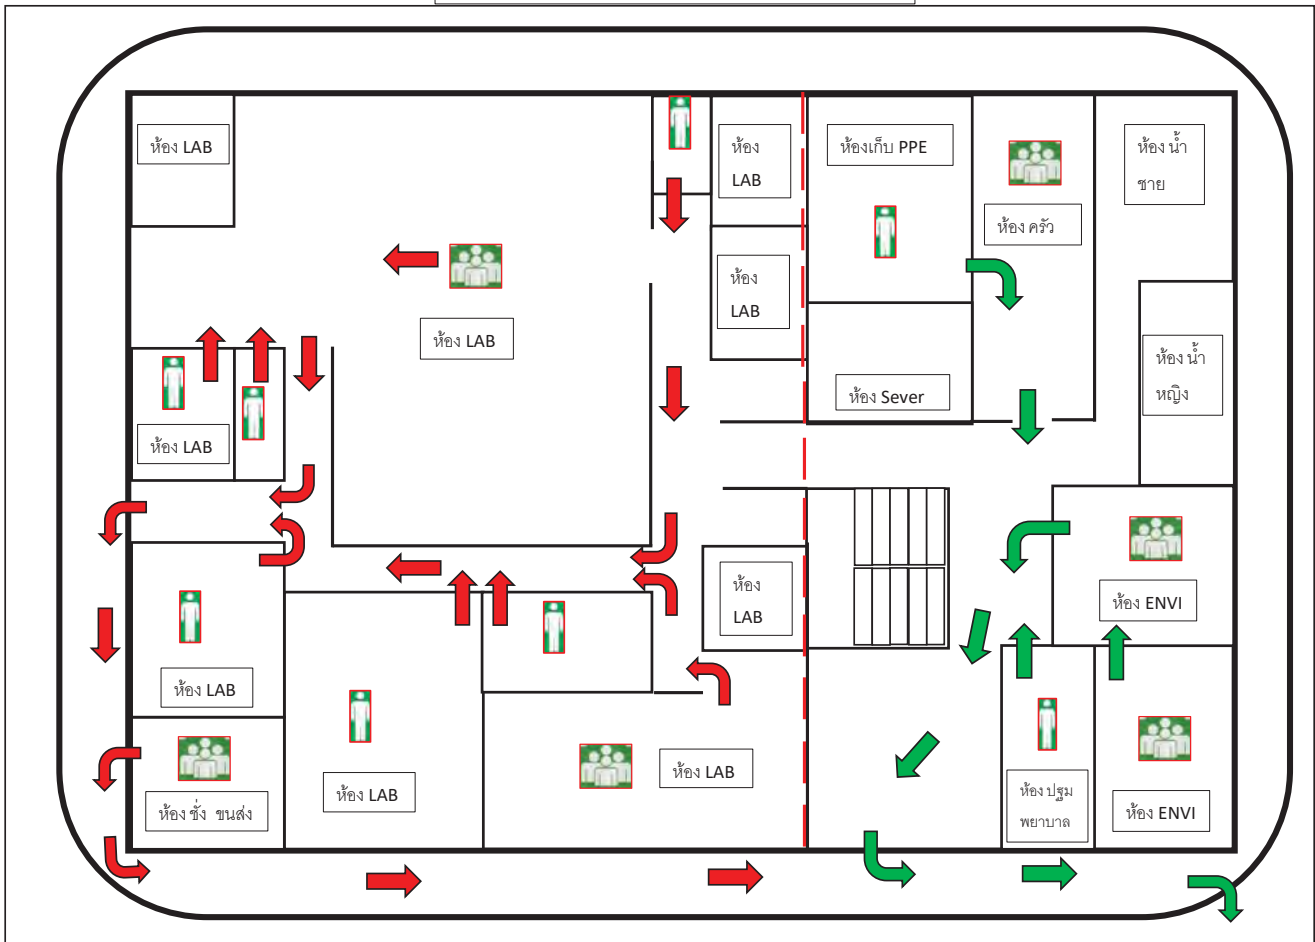 ห้อง LAB
ห้อง
LAB
ห้องเก็บ PPE
ห้อง น้ำ
ชาย
ห้อง ครัว
ห้อง
LAB
ห้อง LAB
ห้อง น้ำ
หญิง
ห้อง Sever
ห้อง LAB
ห้อง
LAB
ห้อง ENVI
ห้อง LAB
ห้อง LAB
ห้อง LAB
ห้อง ปฐม
พยาบาล
ห้อง ชั่ง ขนส่ง
ห้อง ENVI